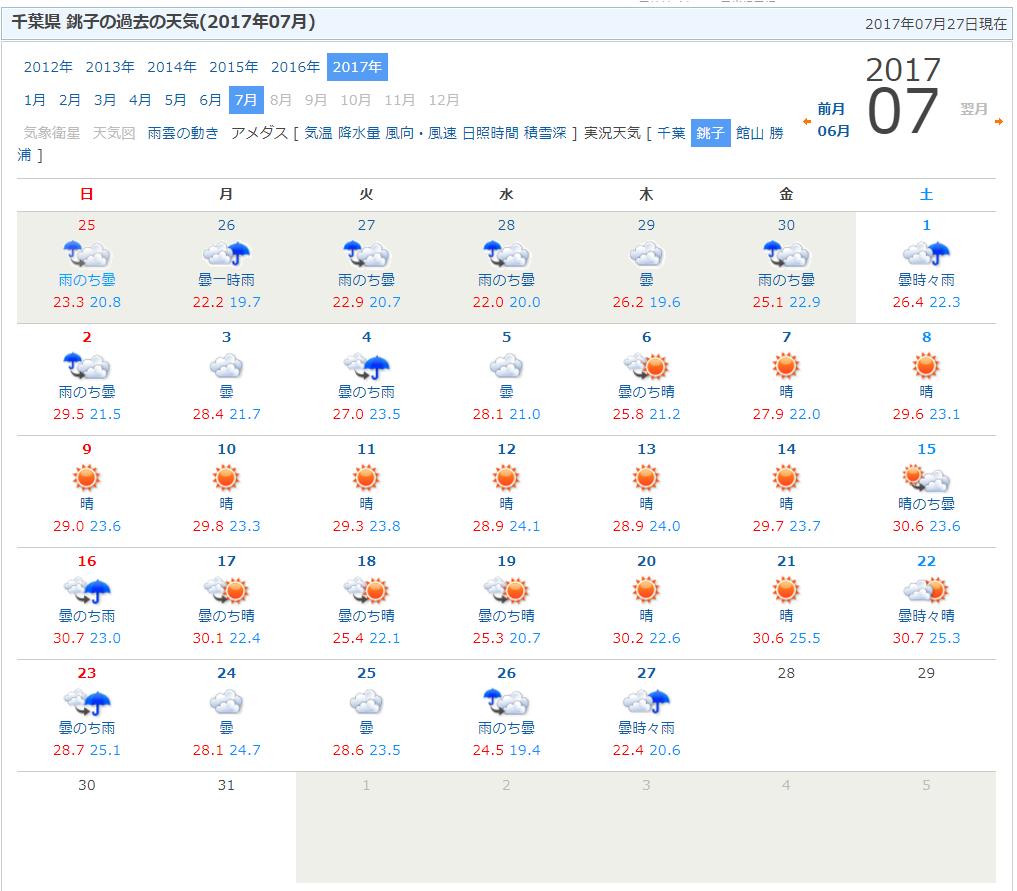 千葉県 銚子の過去の天気(2017年07月)
2017年07月27日現在
2012年 2013年 2014年 2015年 2016年 2017年
1月 2月 3月 4月 5月 6月 7月 8月 9月 10月 11月 12月
気象衛星 天気図 雨雲の動き アメダス [ 気温 降水量 風向・風速 日照時間 積雪深 ] 実況天気 [ 千葉 銚子 館山 勝
浦 ]
2017
07
前月
06月
翌月
日 月 火 水 木 金 土
25 26 27 28 29 30 1
雨のち曇 曇一時雨 雨のち曇 雨のち曇 曇 雨のち曇 曇時々雨
23.3 20.8 22.2 19.7 22.9 20.7 22.0 20.0 26.2 19.6 25.1 22.9 26.4 22.3
2 3 4 5 6 7 8
雨のち曇 曇 曇のち雨 曇 曇のち晴 晴 晴
29.5 21.5 28.4 21.7 27.0 23.5 28.1 21.0 25.8 21.2 27.9 22.0 29.6 23.1
9 10 11 12 13 14 15
晴 晴 晴 晴 晴 晴 晴のち曇
29.0 23.6 29.8 23.3 29.3 23.8 28.9 24.1 28.9 24.0 29.7 23.7 30.6 23.6
16 17 18 19 20 21 22
曇のち雨 曇のち晴 曇のち晴 曇のち晴 晴 晴 曇時々晴
30.7 23.0 30.1 22.4 25.4 22.1 25.3 20.7 30.2 22.6 30.6 25.5 30.7 25.3
23 24 25 26 27 28 29
曇のち雨 曇 曇 雨のち曇 曇時々雨
28.7 25.1 28.1 24.7 28.6 23.5 24.5 19.4 22.4 20.6
30 31 1 2 3 4 5